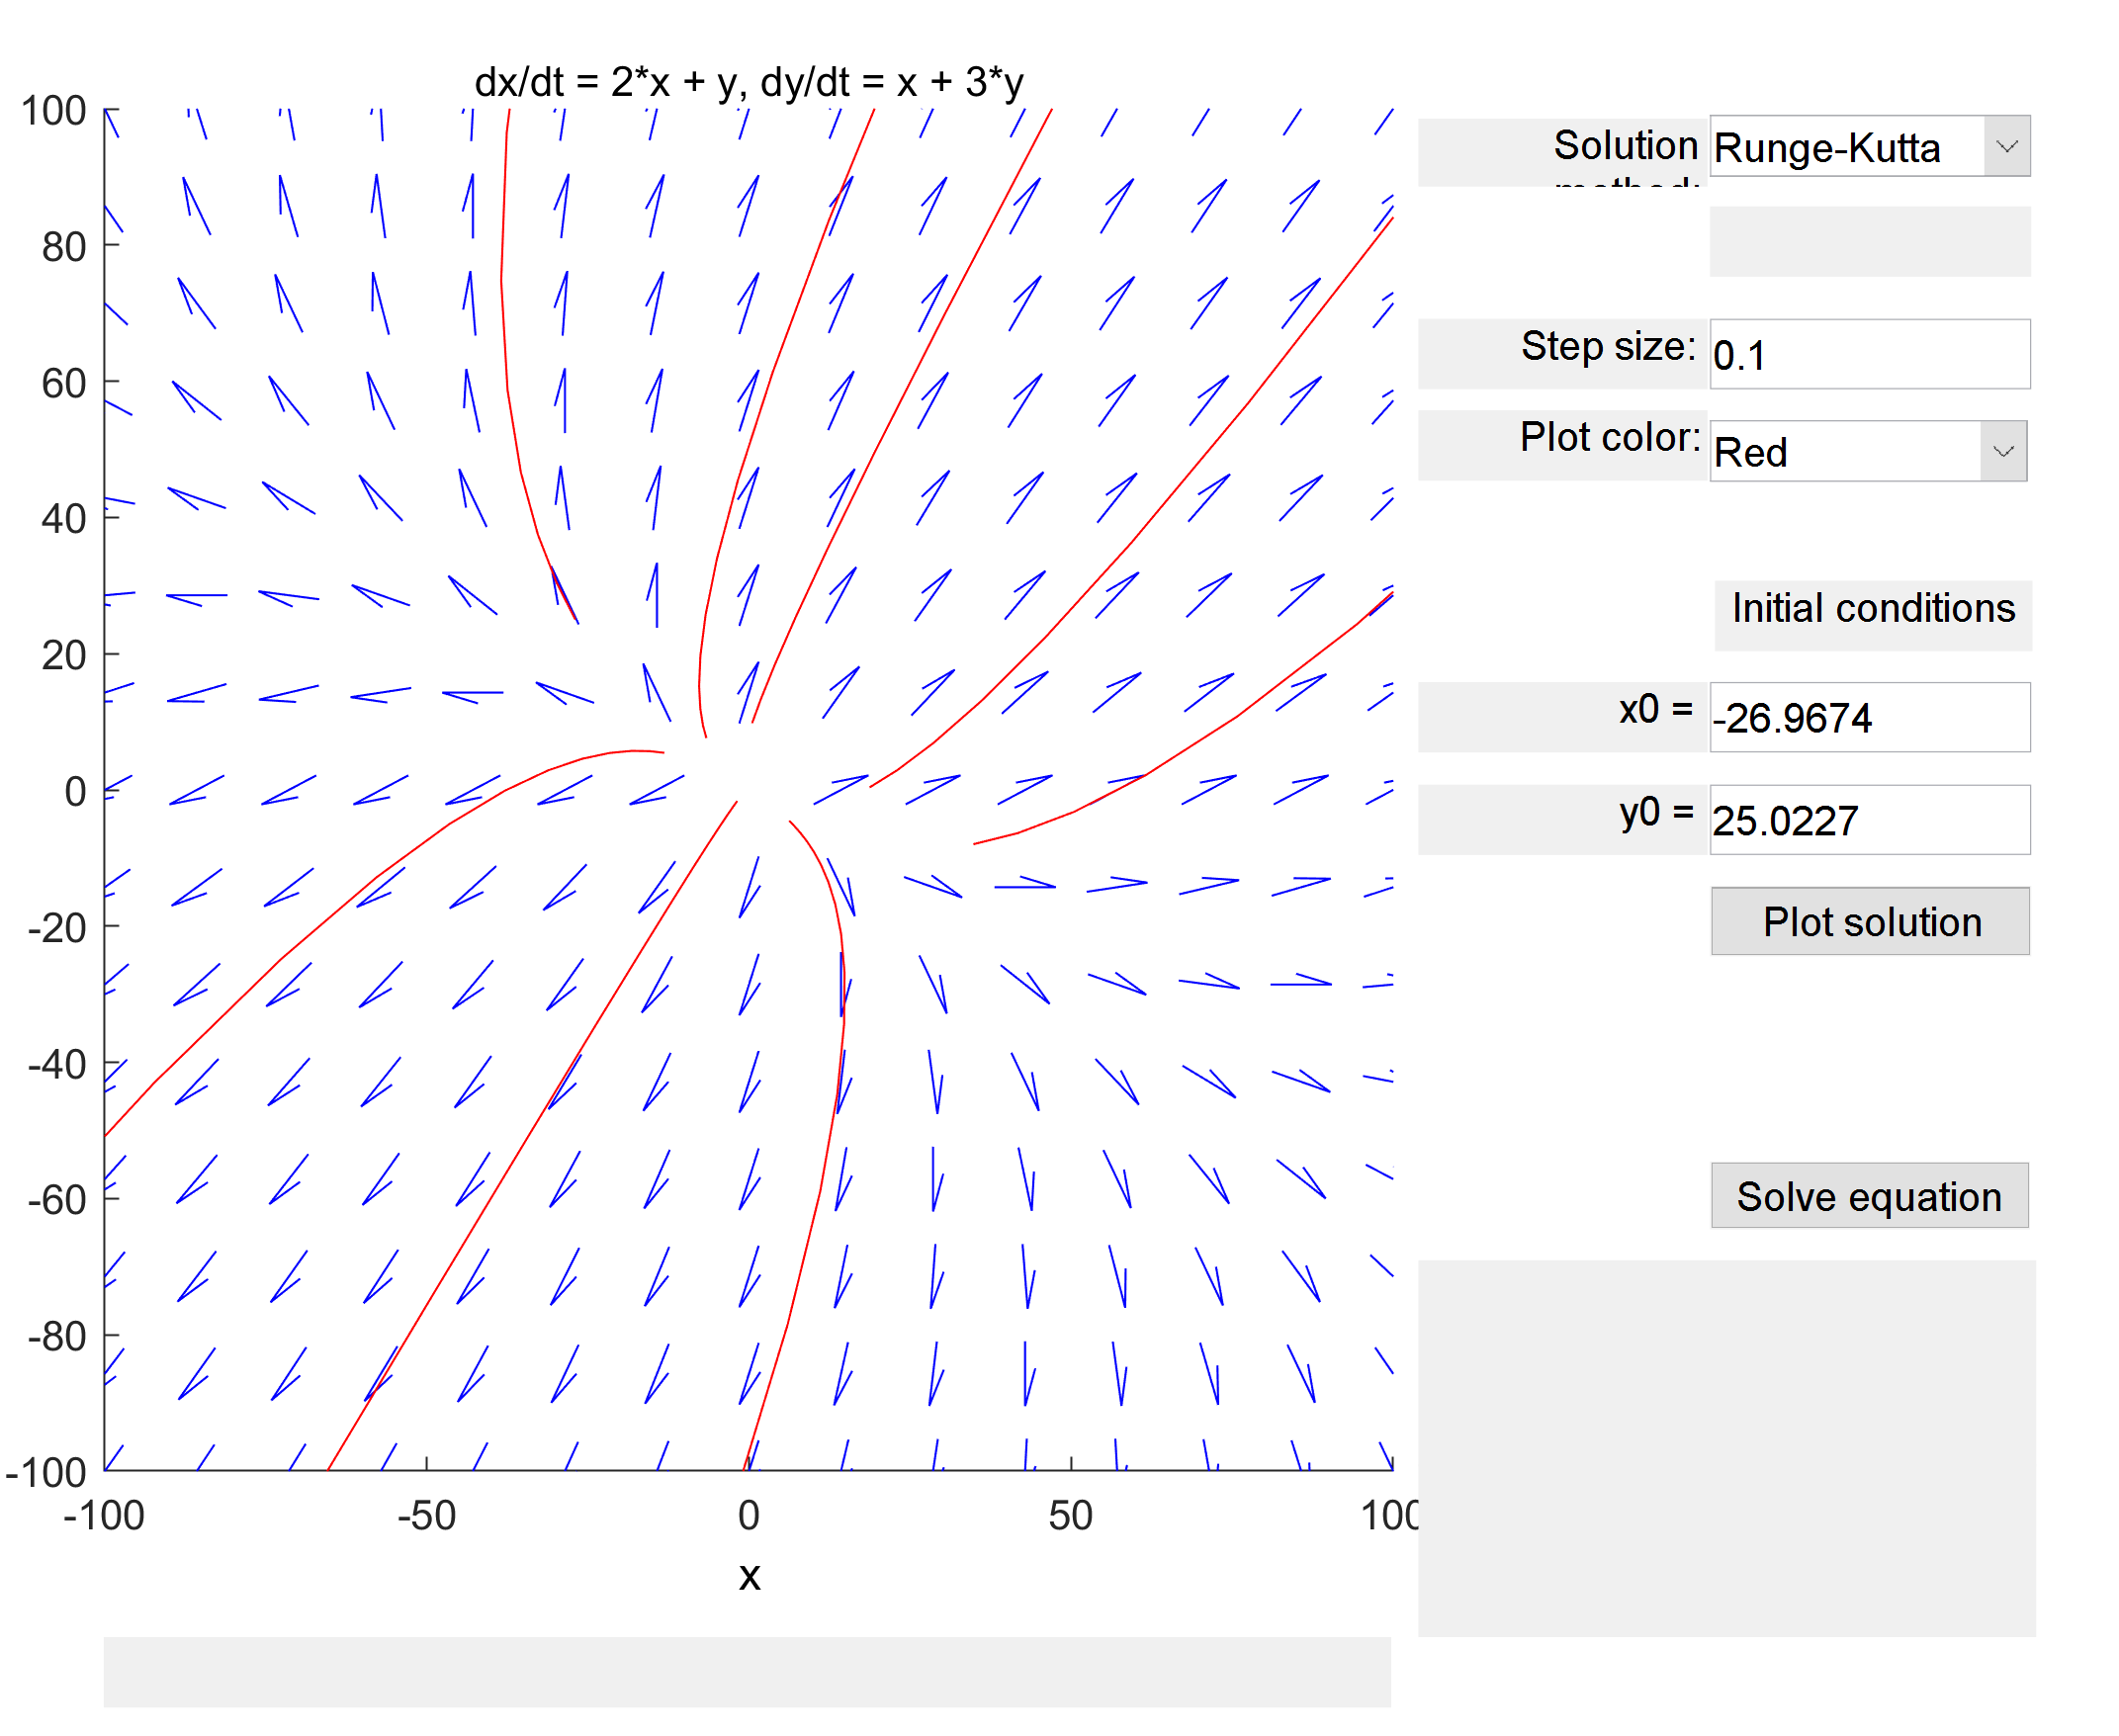 dx/dt = 2*x + y, dy/dt = x + 3*y
100
80
60
40
20
0
-20
-40
-60
-80
-100
-100
-50
0
50
100
x
Solution
Runge-Kutta
Step size:
0.1
Plot color:
Red
Initial conditions
x0 =
-26.9674
y0 =
25.0227
Plot solution
Solve equation